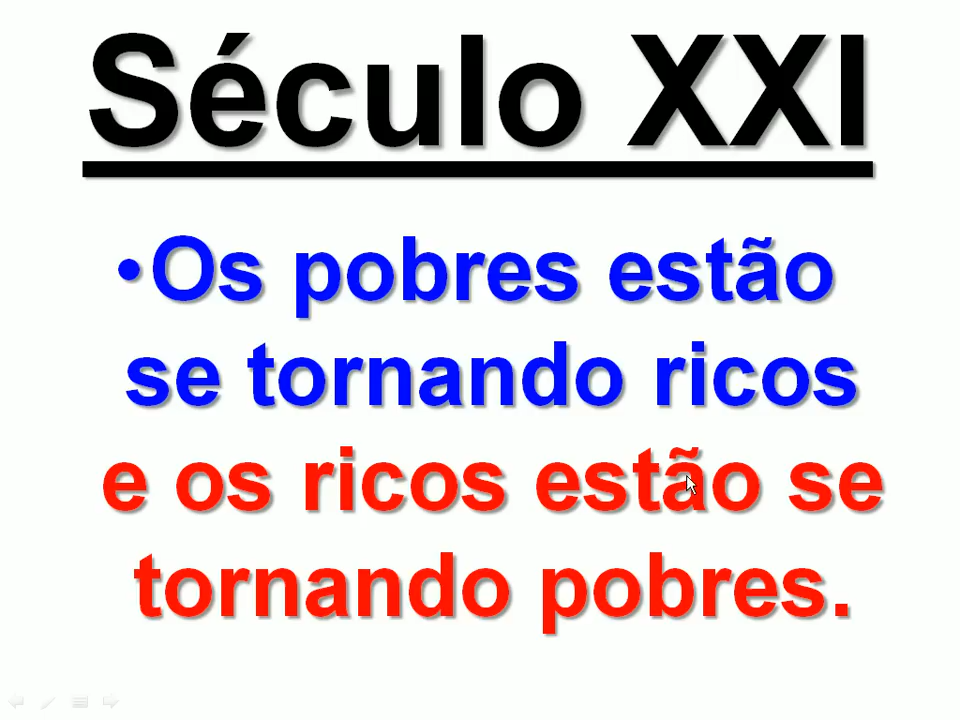 Século XXI
•Os pobres estão
se tornando ricos
e os ricos estão se
tornando pobres.